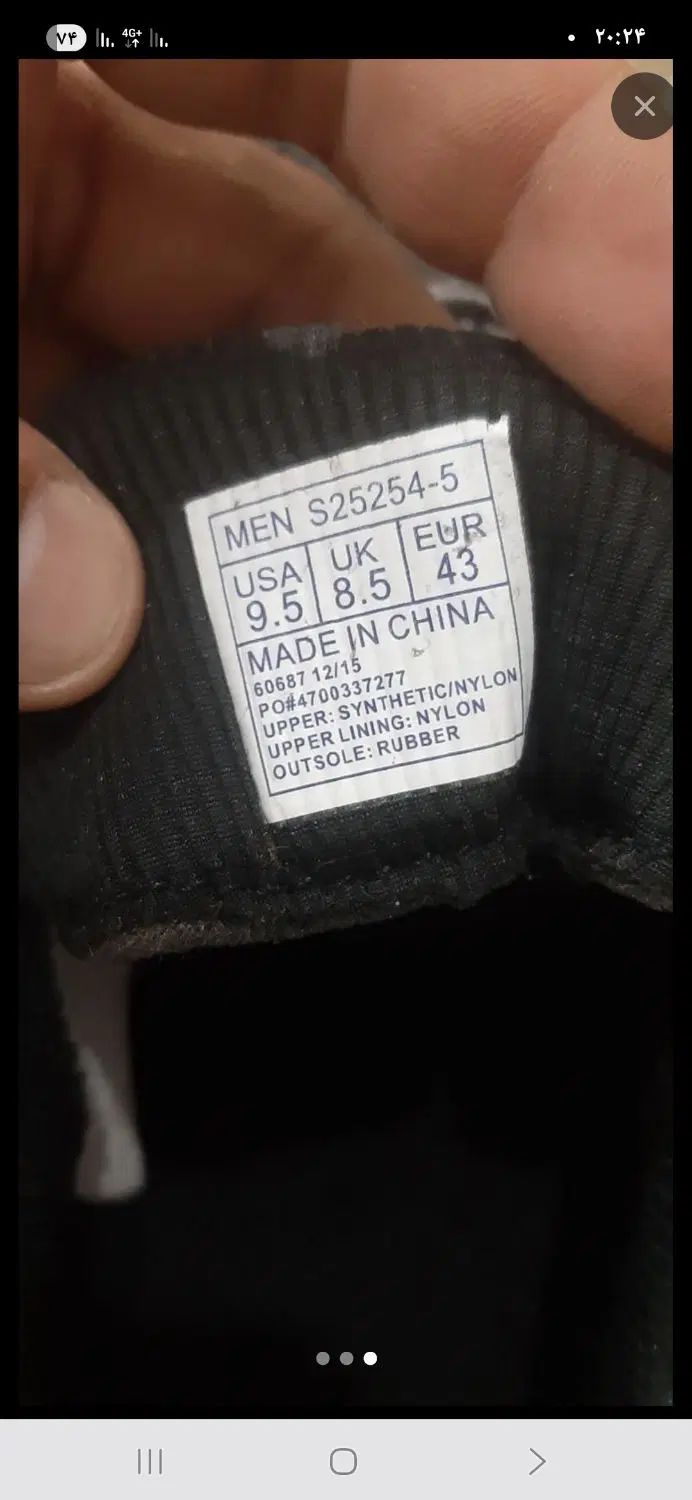 ۷۴ 4G+ ۲۰:۲۴
MEN S25254-5
USA UK EUR
9.5 8.5 43
MADE IN CHINA
60687 12/15
PO#4700337277
UPPER: SYNTHETIC/NYLON
UPPER LINING: NYLON
OUTSOLE: RUBBER